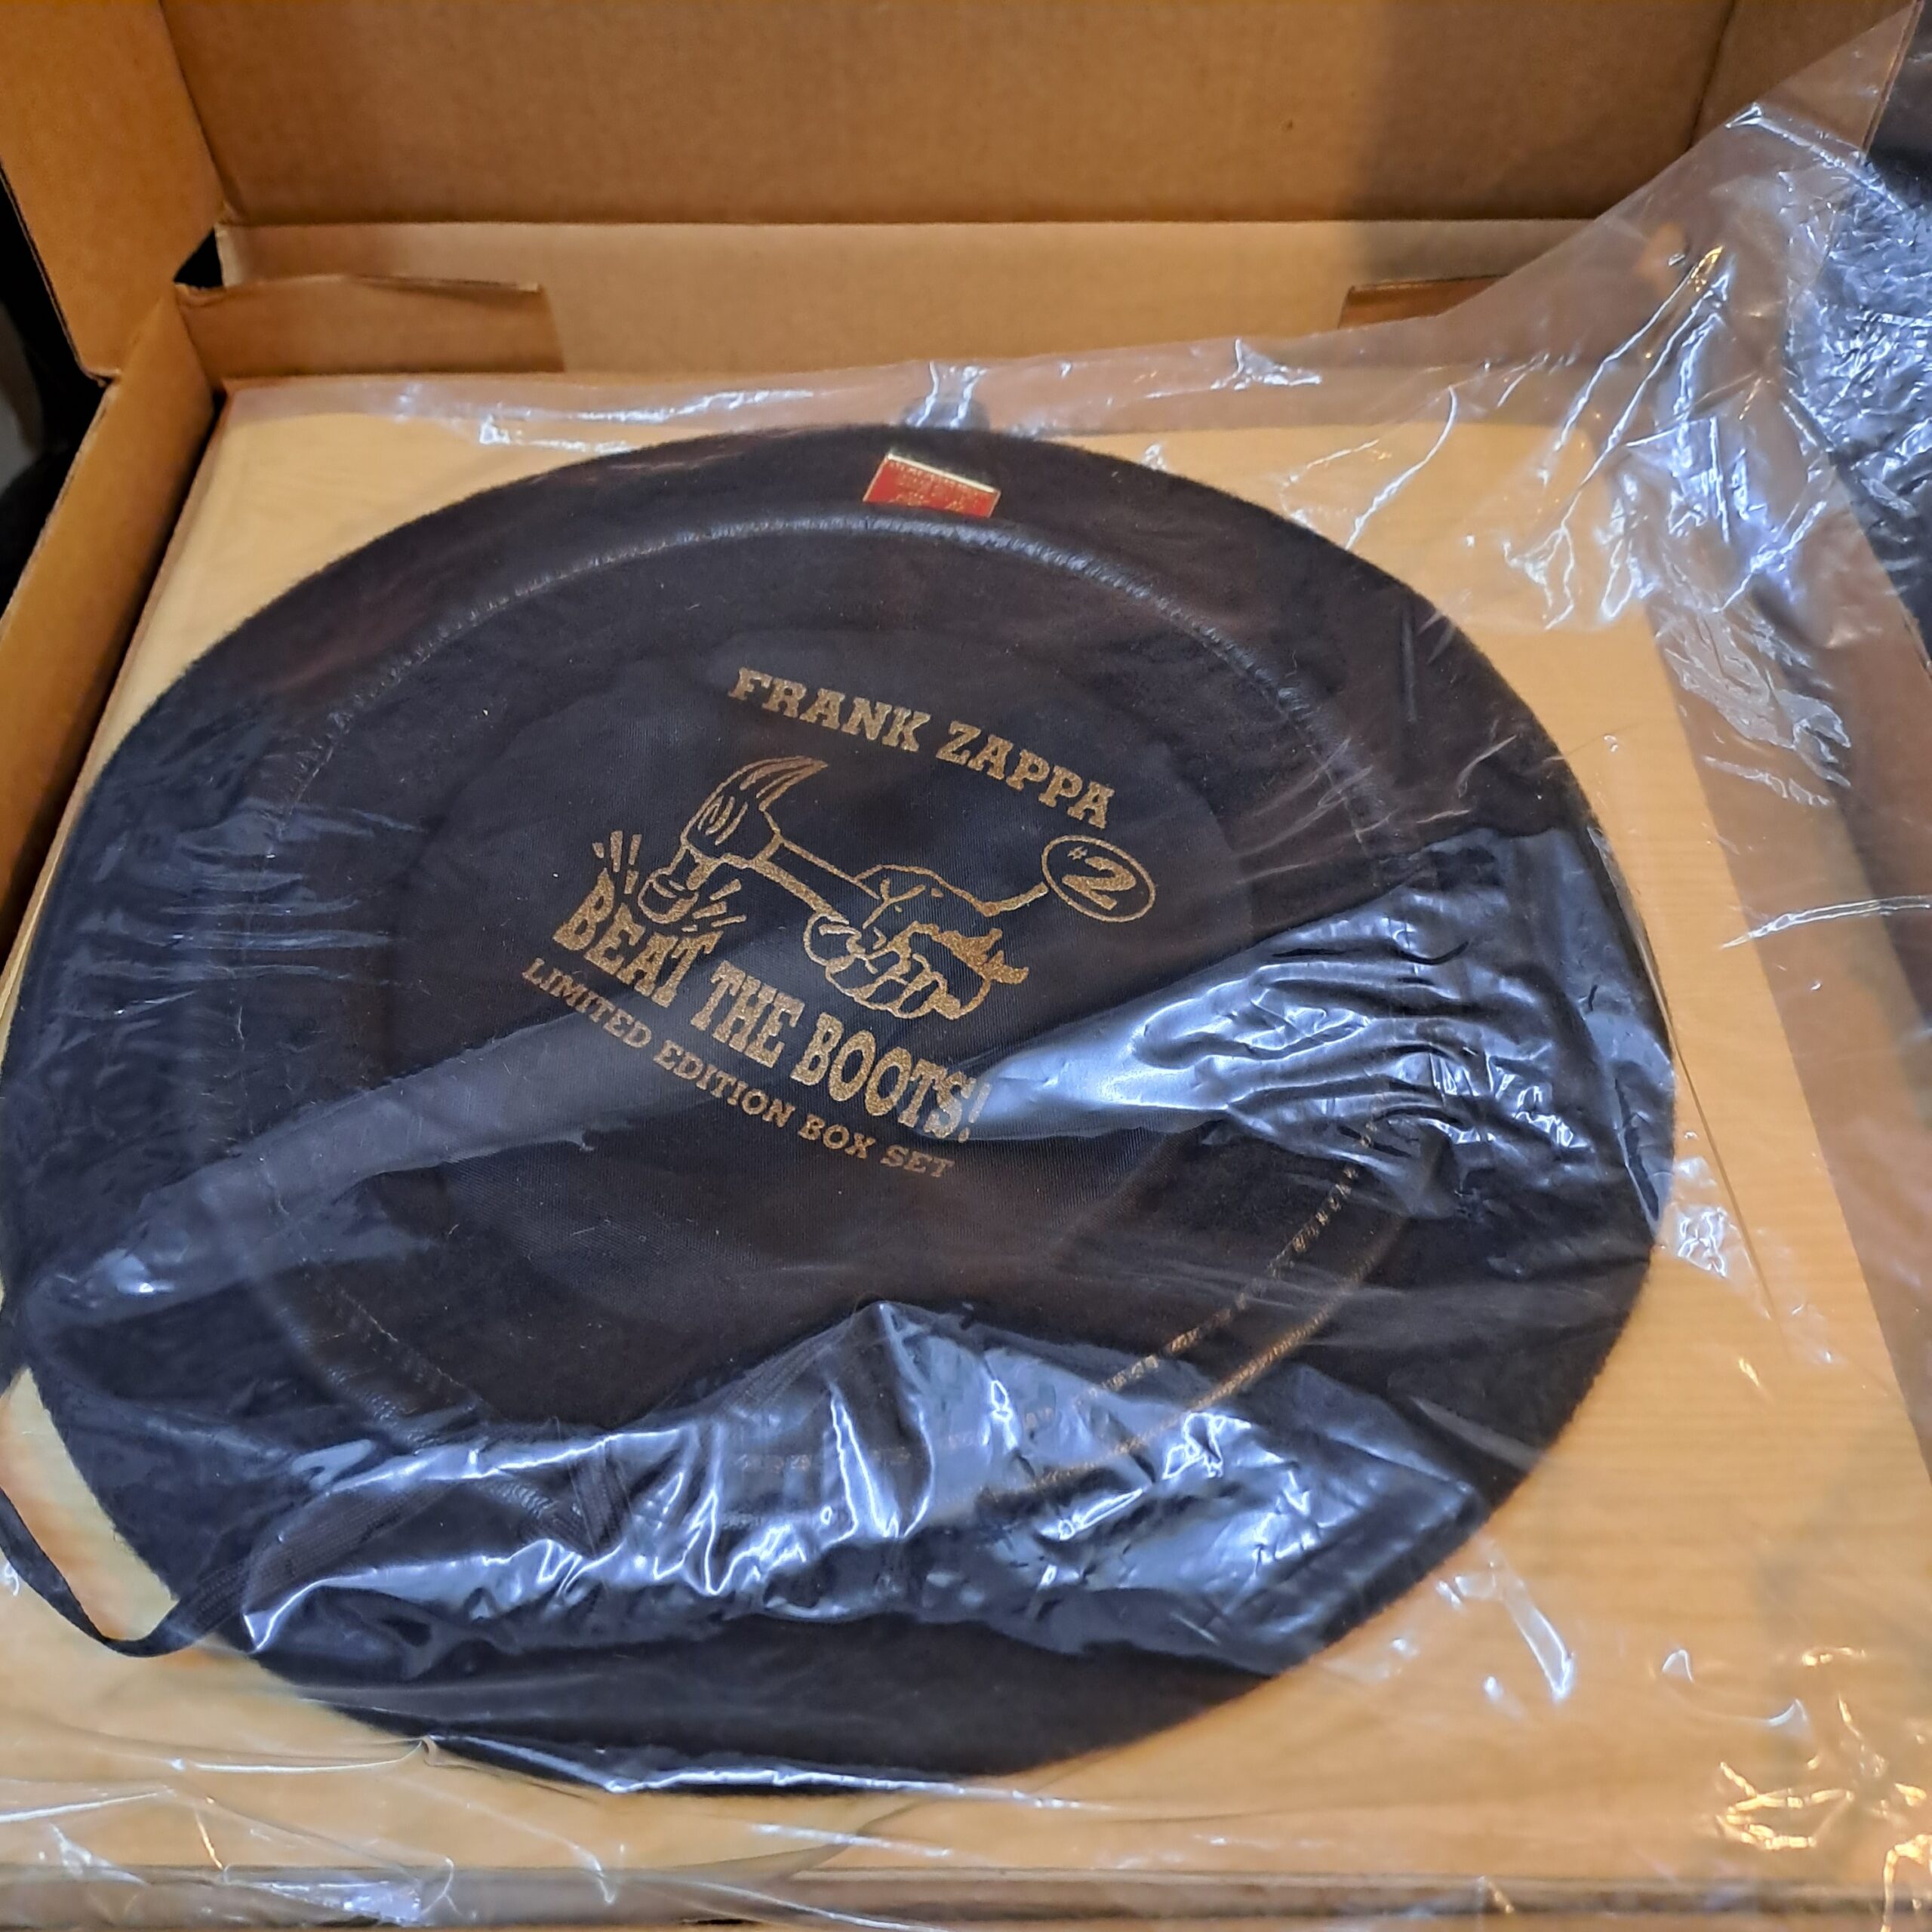 FRANK ZAPPA
#2
BEAT THE BOOTS!
LIMITED EDITION BOX SET